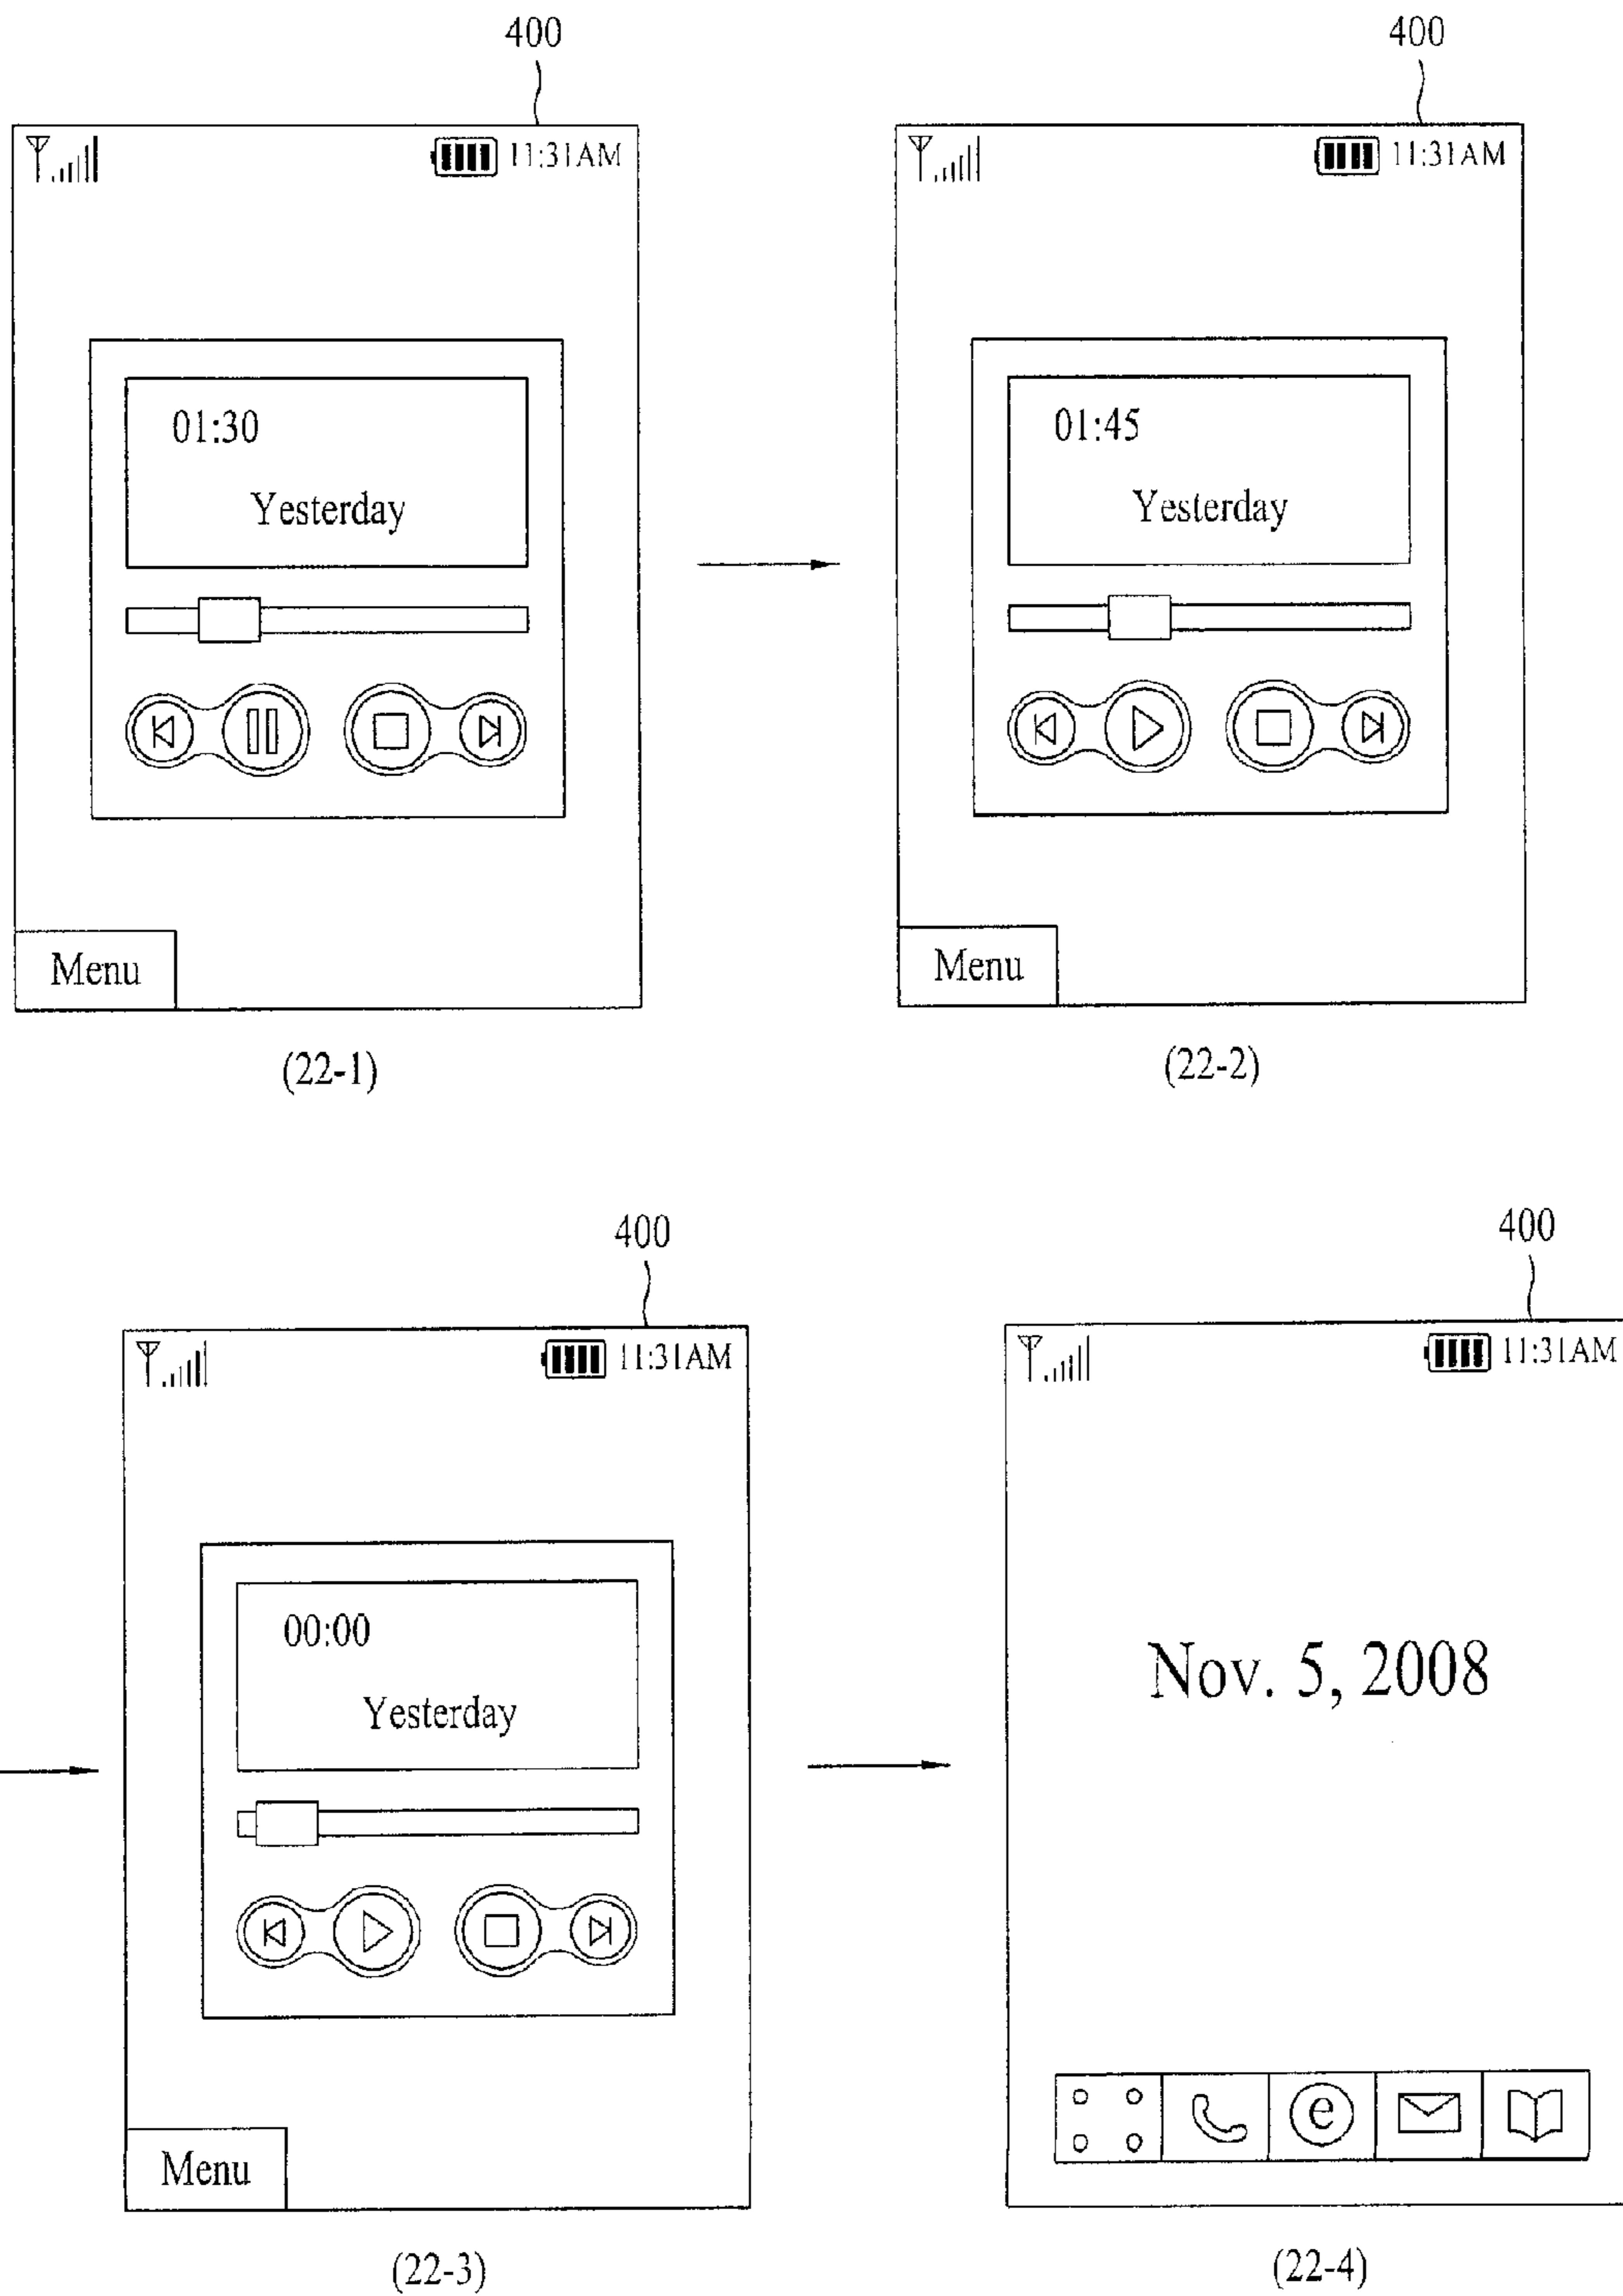 400
11:31AM
01:30
Yesterday
Menu
(22-1)
400
11:31AM
01:45
Yesterday
Menu
(22-2)
400
11:31AM
00:00
Yesterday
Menu
(22-3)
400
11:31AM
Nov. 5, 2008
e
(22-4)